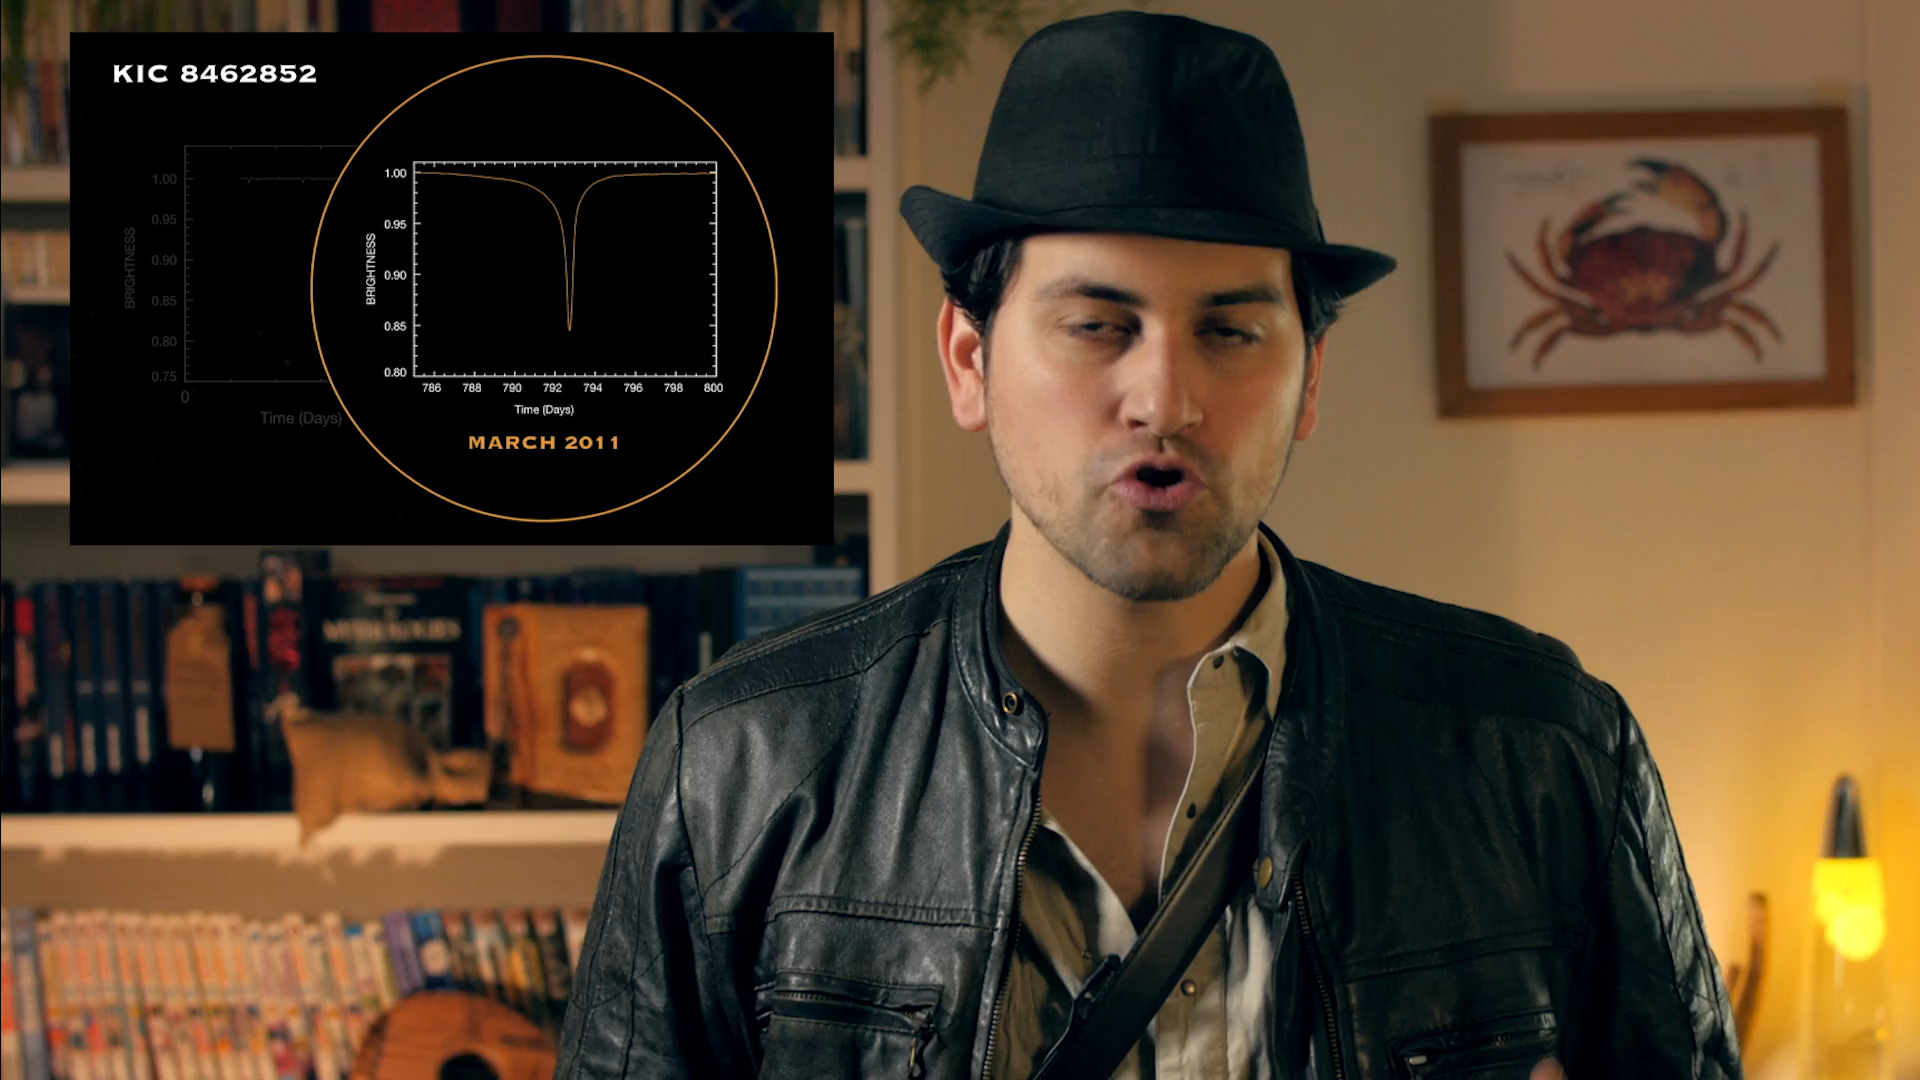 KIC 8462852
1.00
0.95
0.90
0.85
0.80
0.75
0
BRIGHTNESS
Time (Days)
1.00
0.95
0.90
0.85
0.80
BRIGHTNESS
786 788 790 792 794 796 798 800
Time (Days)
MARCH 2011
MYTHOLOGIES